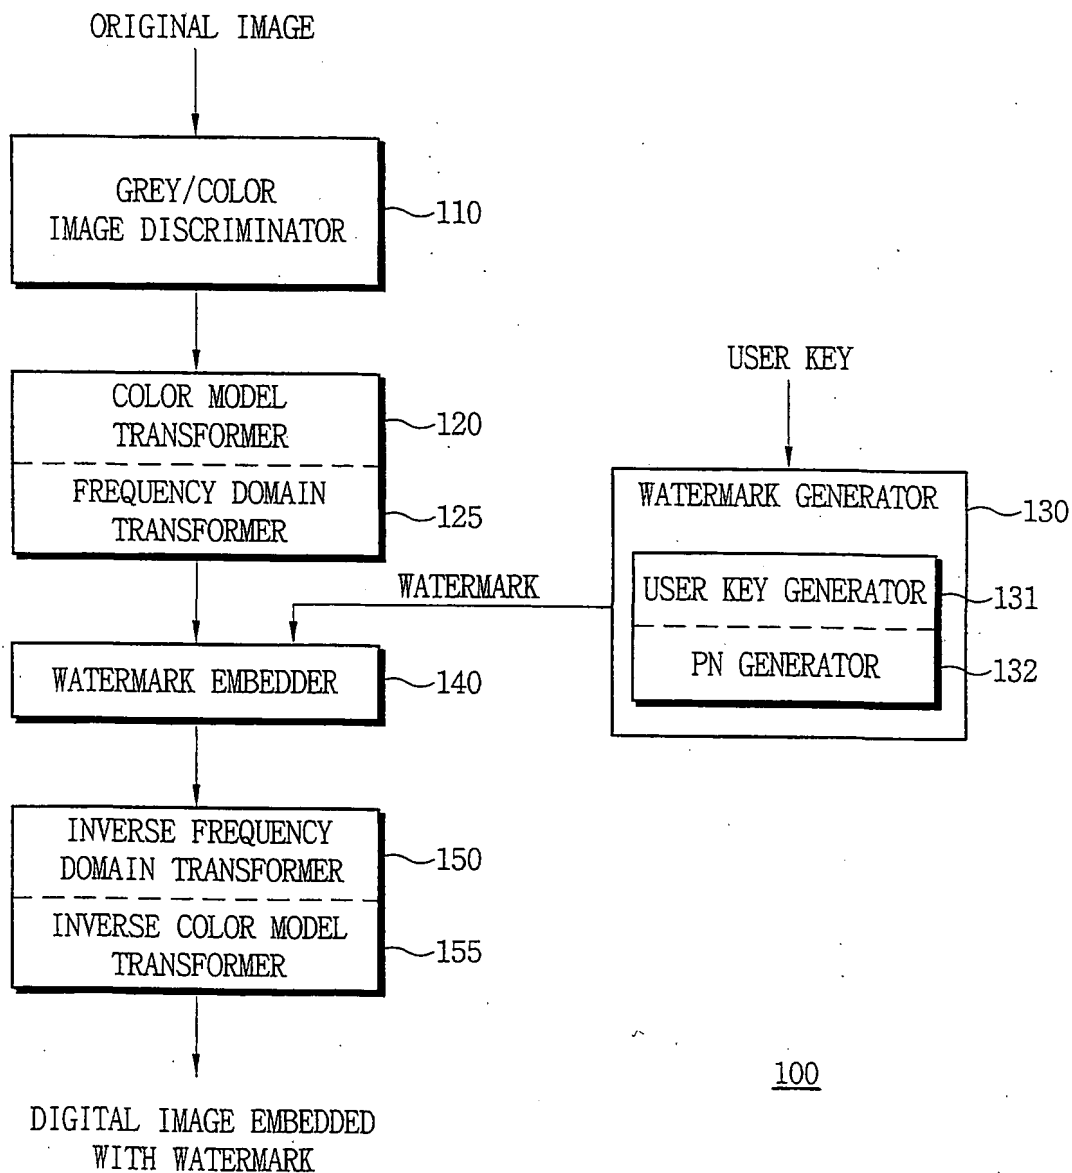 ORIGINAL IMAGE
GREY/COLOR
IMAGE DISCRIMINATOR
110
COLOR MODEL
TRANSFORMER
120
FREQUENCY DOMAIN
TRANSFORMER
125
USER KEY
WATERMARK GENERATOR
130
USER KEY GENERATOR
131
PN GENERATOR
132
WATERMARK
WATERMARK EMBEDDER
140
INVERSE FREQUENCY
DOMAIN TRANSFORMER
150
INVERSE COLOR MODEL
TRANSFORMER
155
100
DIGITAL IMAGE EMBEDDED
WITH WATERMARK